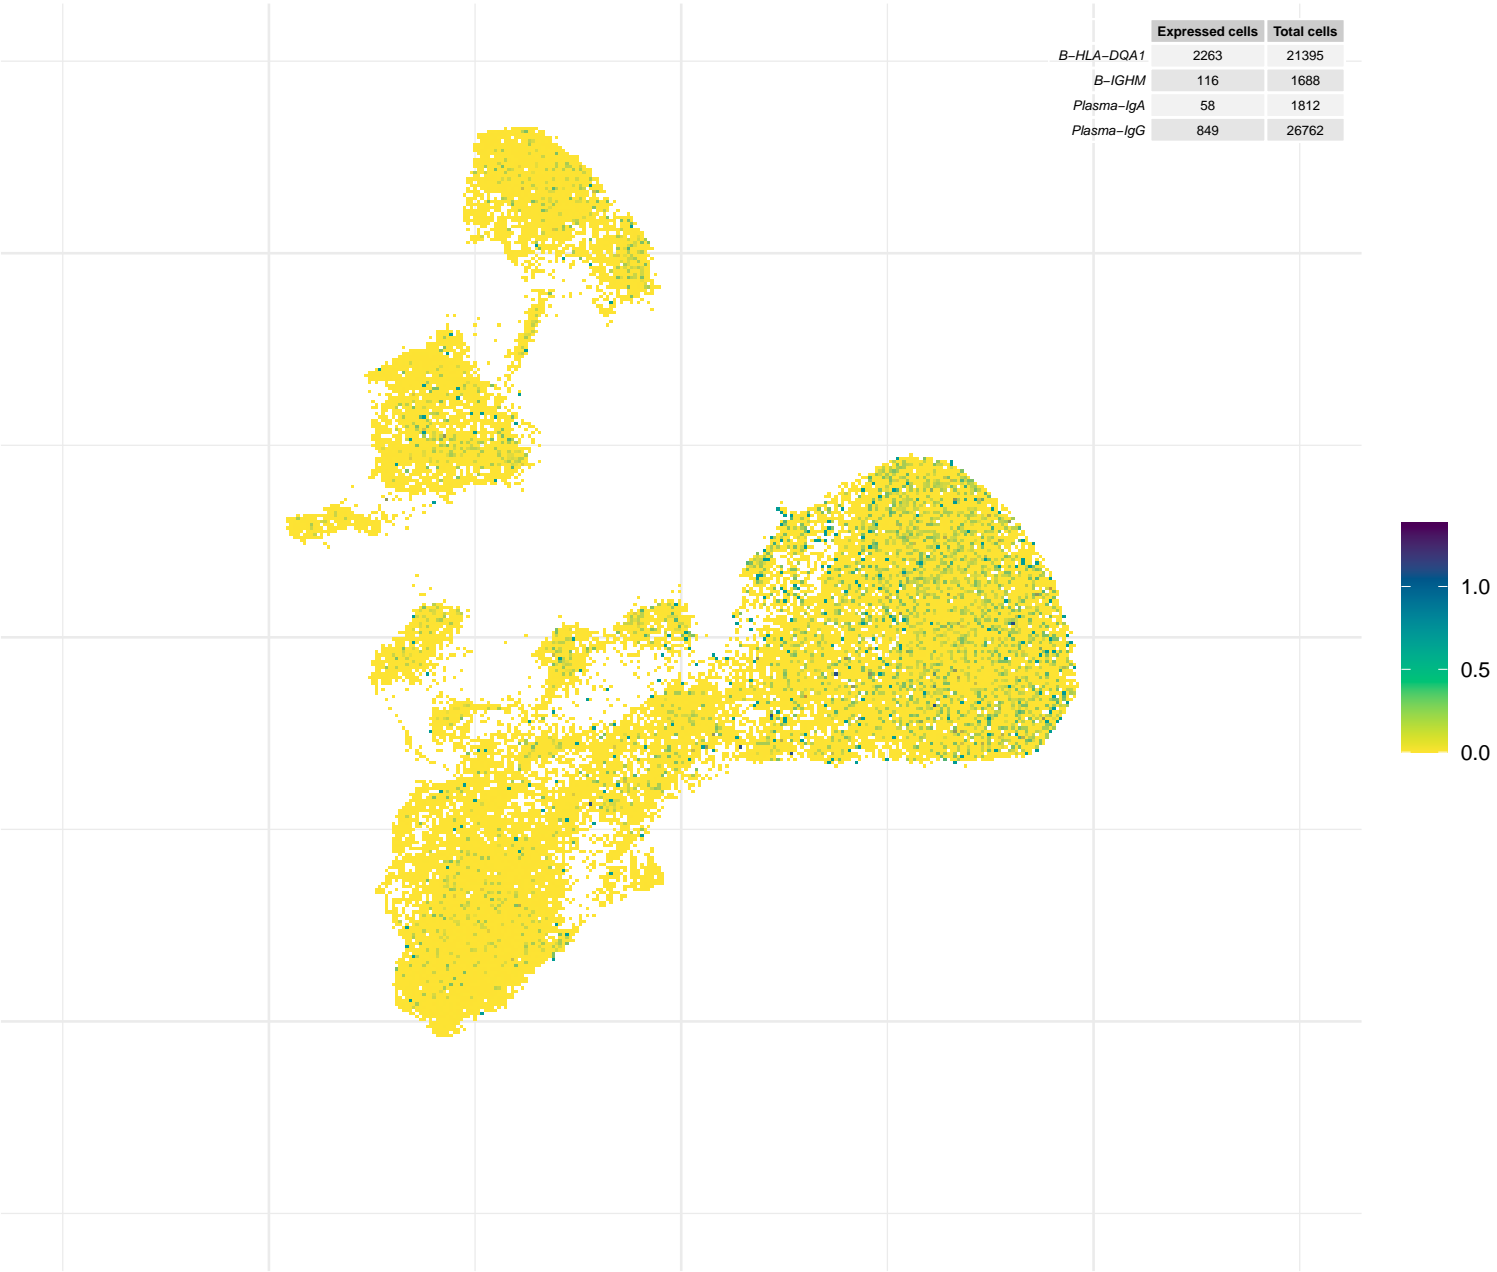 Expressed cells Total cells
B−HLA−DQA1 2263 21395
B−IGHM 116 1688
Plasma−IgA 58 1812
Plasma−IgG 849 26762
1.0
0.5
0.0